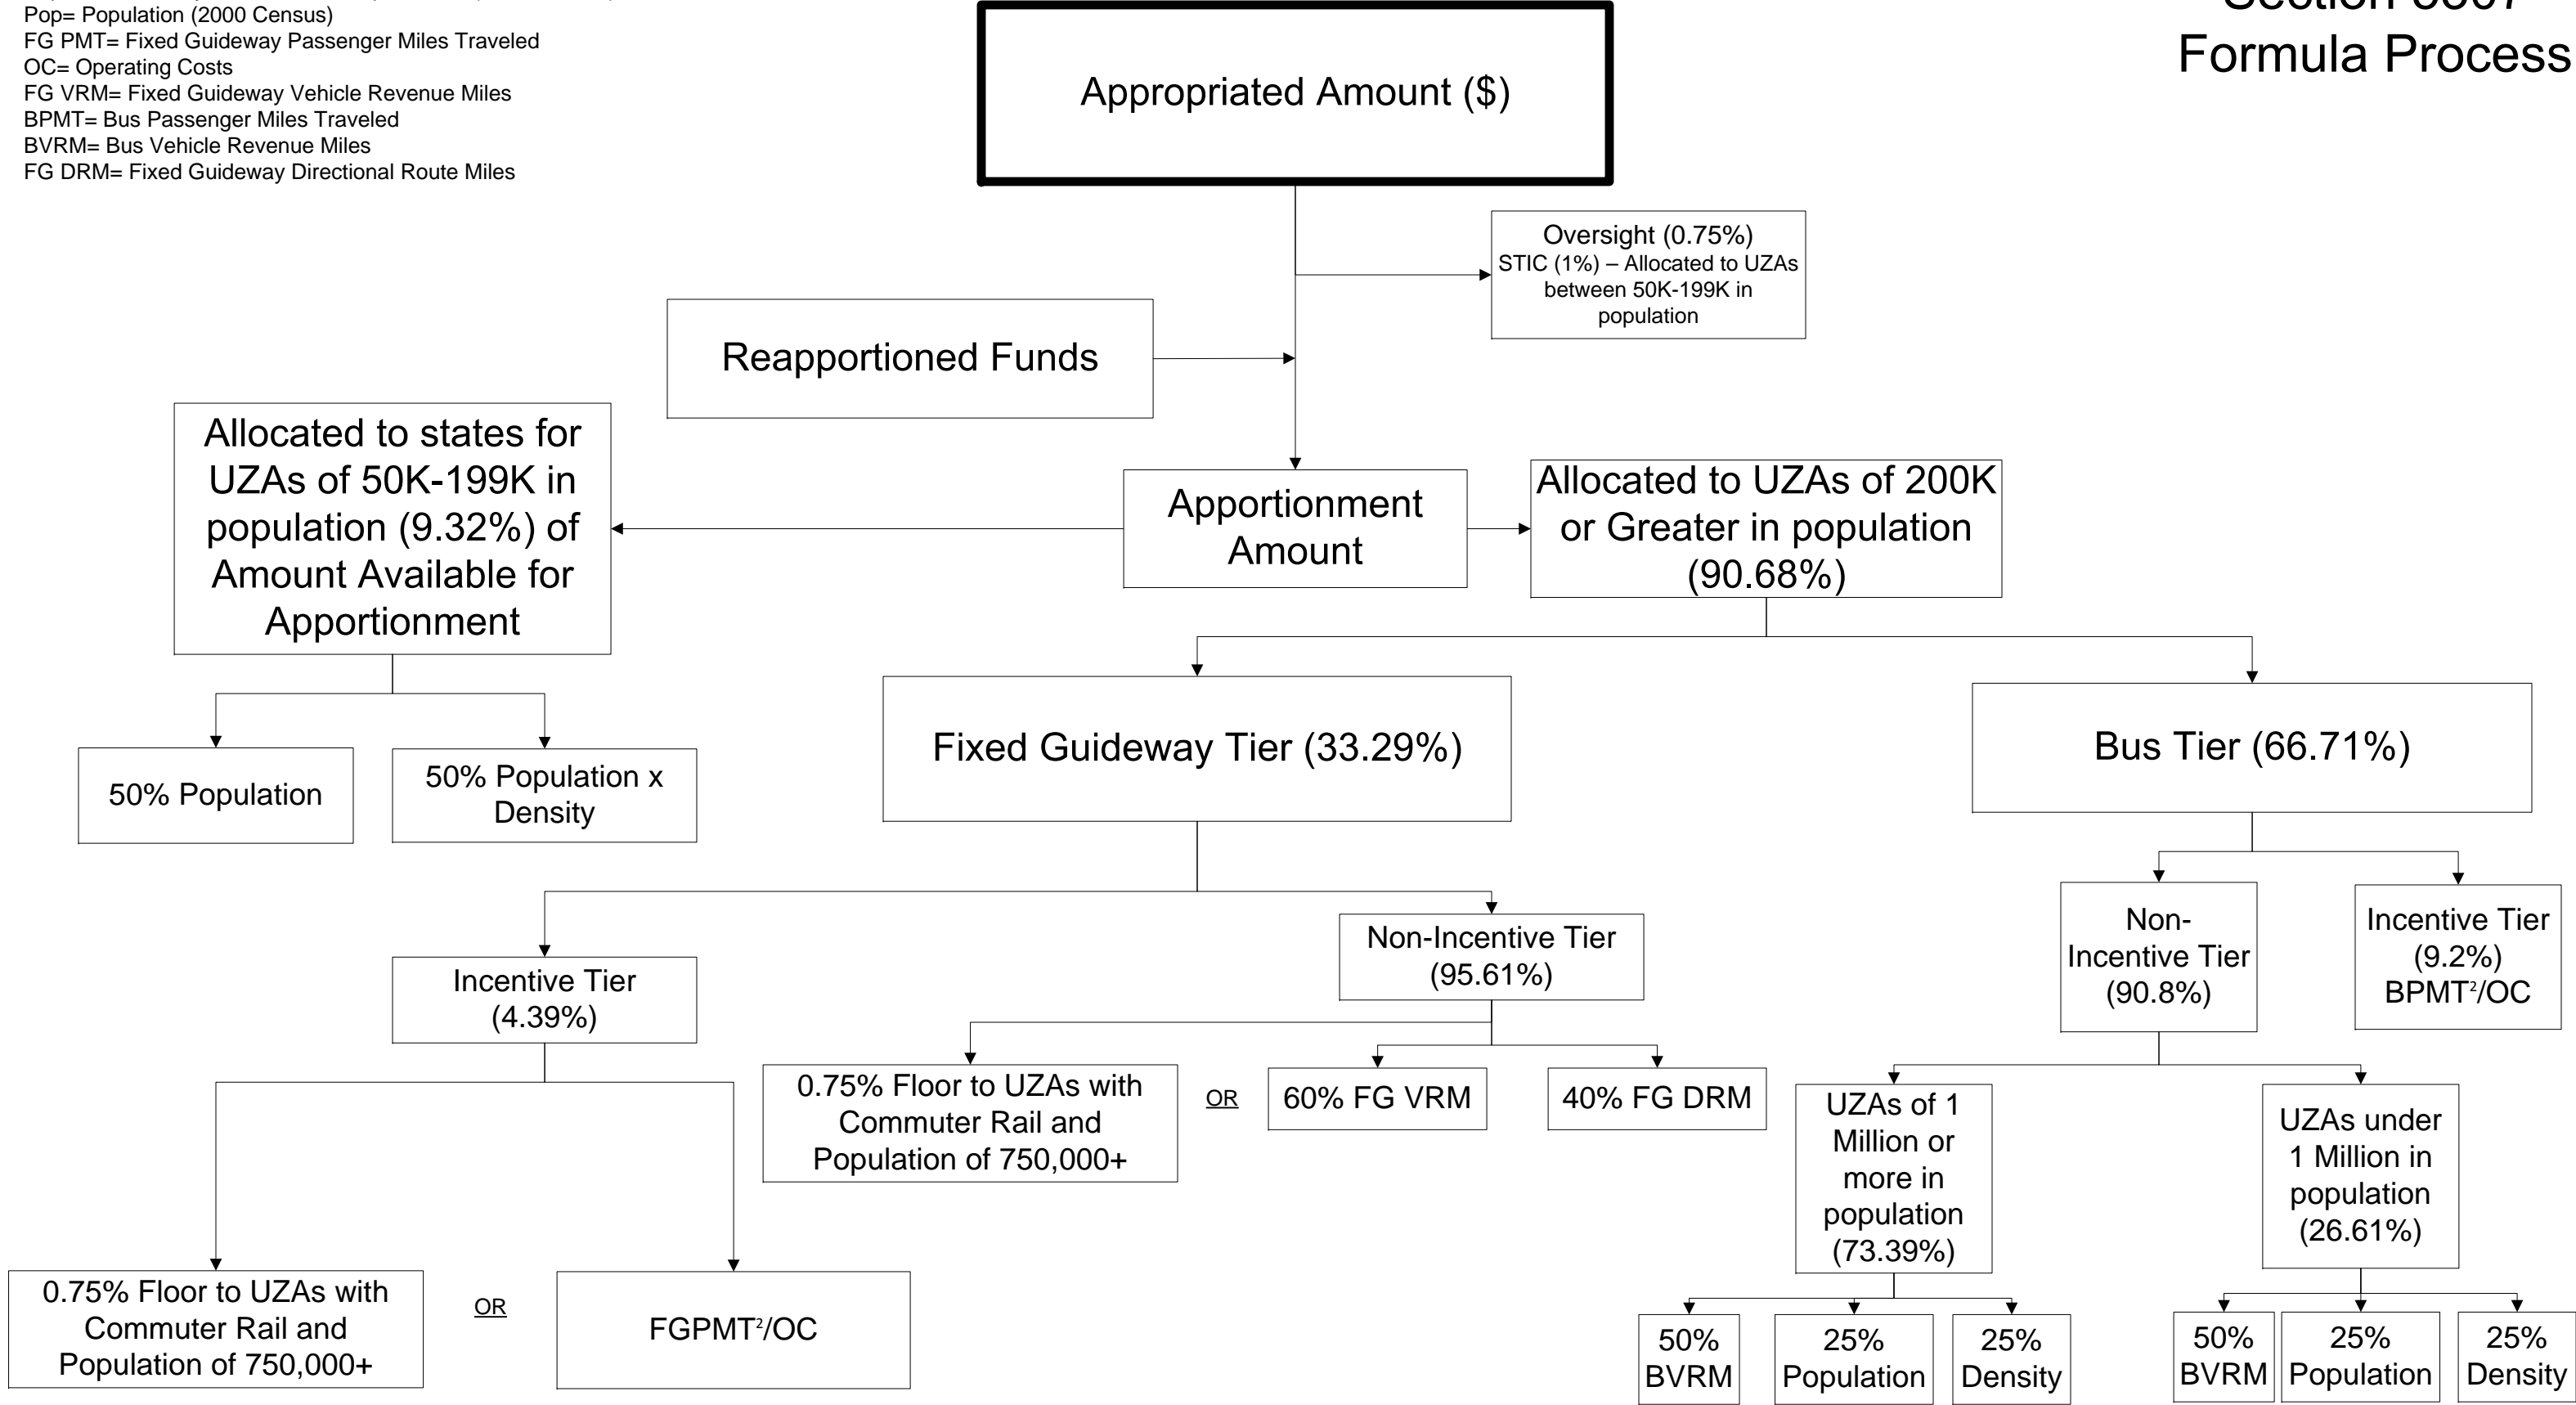 Pop= Population (2000 Census)
FG PMT= Fixed Guideway Passenger Miles Traveled
OC= Operating Costs
FG VRM= Fixed Guideway Vehicle Revenue Miles
BPMT= Bus Passenger Miles Traveled
BVRM= Bus Vehicle Revenue Miles
FG DRM= Fixed Guideway Directional Route Miles
Formula Process
Appropriated Amount ($)
Oversight (0.75%)
STIC (1%) – Allocated to UZAs
between 50K-199K in
population
Reapportioned Funds
Allocated to states for
UZAs of 50K-199K in
population (9.32%) of
Amount Available for
Apportionment
Apportionment
Amount
Allocated to UZAs of 200K
or Greater in population
(90.68%)
50% Population
50% Population x
Density
Fixed Guideway Tier (33.29%)
Bus Tier (66.71%)
Incentive Tier
(4.39%)
Non-Incentive Tier
(95.61%)
Non-
Incentive Tier
(90.8%)
Incentive Tier
(9.2%)
BPMT²/OC
0.75% Floor to UZAs with
Commuter Rail and
Population of 750,000+
OR
60% FG VRM
40% FG DRM
UZAs of 1
Million or
more in
population
(73.39%)
UZAs under
1 Million in
population
(26.61%)
0.75% Floor to UZAs with
Commuter Rail and
Population of 750,000+
OR
FGPMT²/OC
50%
BVRM
25%
Population
25%
Density
50%
BVRM
25%
Population
25%
Density